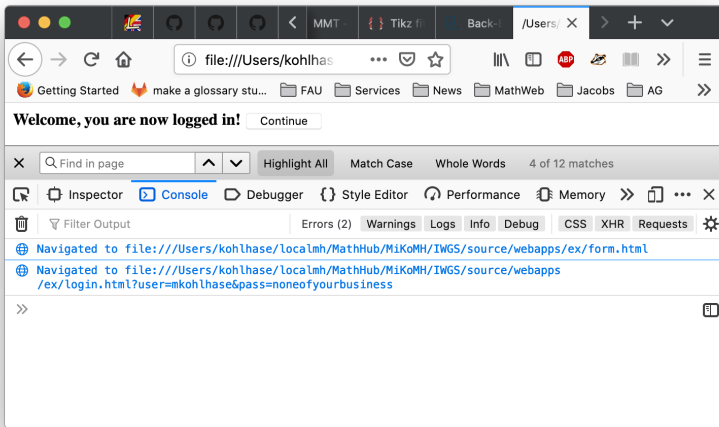 MMT
Tikz fi
Back-E
/Users/
file:///Users/kohlhas
ABP
Getting Started
make a glossary stu...
FAU
Services
News
MathWeb
Jacobs
AG
Welcome, you are now logged in!
Continue
Find in page
Highlight All
Match Case
Whole Words
4 of 12 matches
Inspector
Console
Debugger
Style Editor
Performance
Memory
Filter Output
Errors (2)
Warnings
Logs
Info
Debug
CSS
XHR
Requests
Navigated to file:///Users/kohlhase/localmh/MathHub/MiKoMH/IWGS/source/webapps/ex/form.html
Navigated to file:///Users/kohlhase/localmh/MathHub/MiKoMH/IWGS/source/webapps
/ex/login.html?user=mkohlhase&pass=noneofyourbusiness